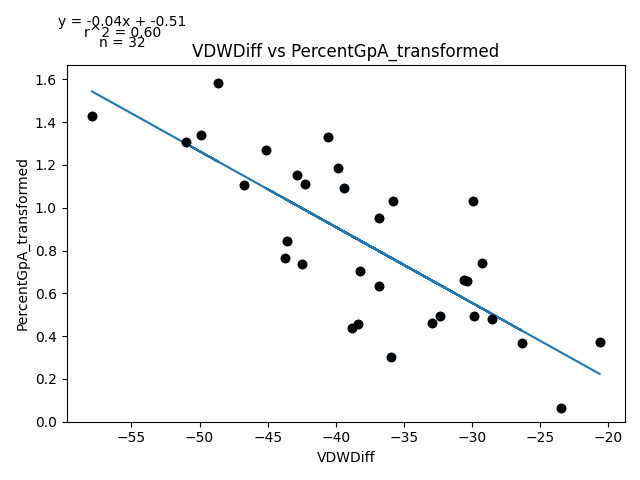 y = -0.04x + -0.51
r^2 = 0.60
n = 32
VDWDiff vs PercentGpA_transformed
1.6
1.4
1.2
1.0
0.8
0.6
0.4
0.2
0.0
PercentGpA_transformed
−55 −50 −45 −40 −35 −30 −25 −20
VDWDiff